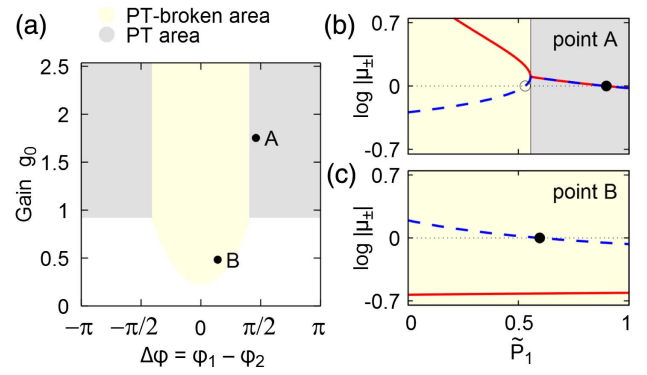 (a)
PT-broken area
PT area
2.5
2
1.5
1
0.5
0
Gain g₀
A
B
−π −π/2 0 π/2 π
Δφ = φ₁ − φ₂
(b)
0.7
0
-0.7
log |μ±|
point A
(c)
0.7
0
-0.7
log |μ±|
point B
0 0.5 1
P̃₁